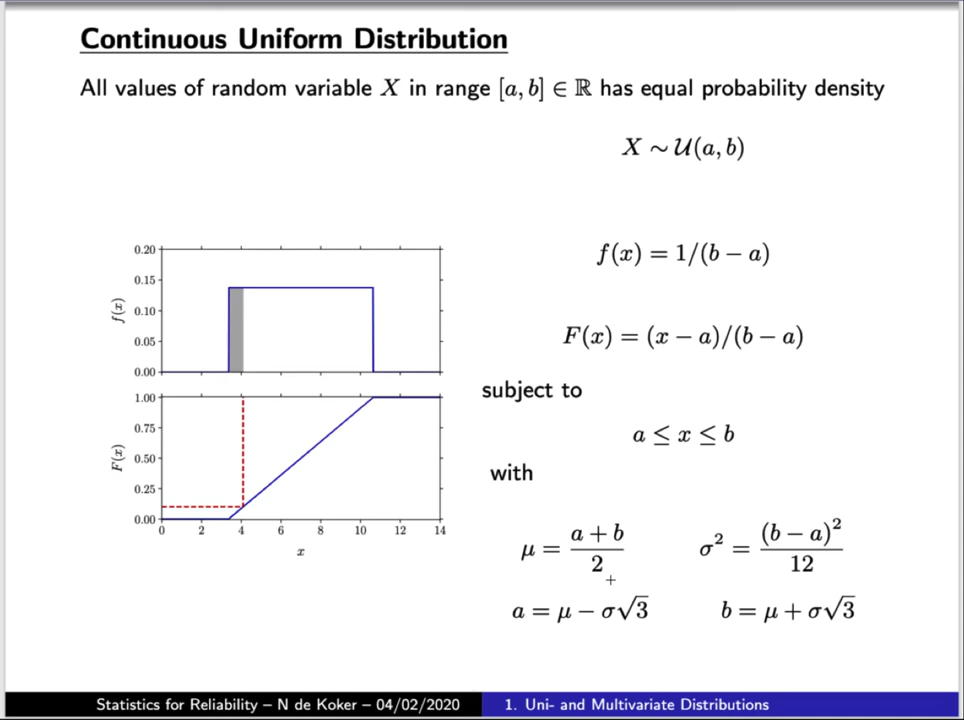 Continuous Uniform Distribution
All values of random variable X in range [a, b] ∈ ℝ has equal probability density
X ∼ 𝒰(a, b)
0.20
0.15
0.10
0.05
0.00
f(x)
f(x) = 1/(b − a)
F(x) = (x − a)/(b − a)
1.00
0.75
0.50
0.25
0.00
F(x)
0 2 4 6 8 10 12 14
x
subject to
a ≤ x ≤ b
with
μ = (a + b)/2 σ² = (b − a)²/12
a = μ − σ√3 b = μ + σ√3
Statistics for Reliability – N de Koker – 04/02/2020 1. Uni- and Multivariate Distributions